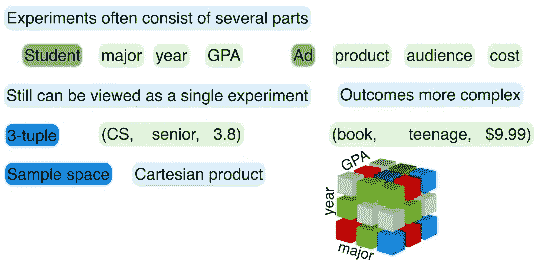 Experiments often consist of several parts
Student major year GPA Ad product audience cost
Still can be viewed as a single experiment Outcomes more complex
3-tuple (CS, senior, 3.8) (book, teenage, $9.99)
Sample space Cartesian product
GPA
year
major